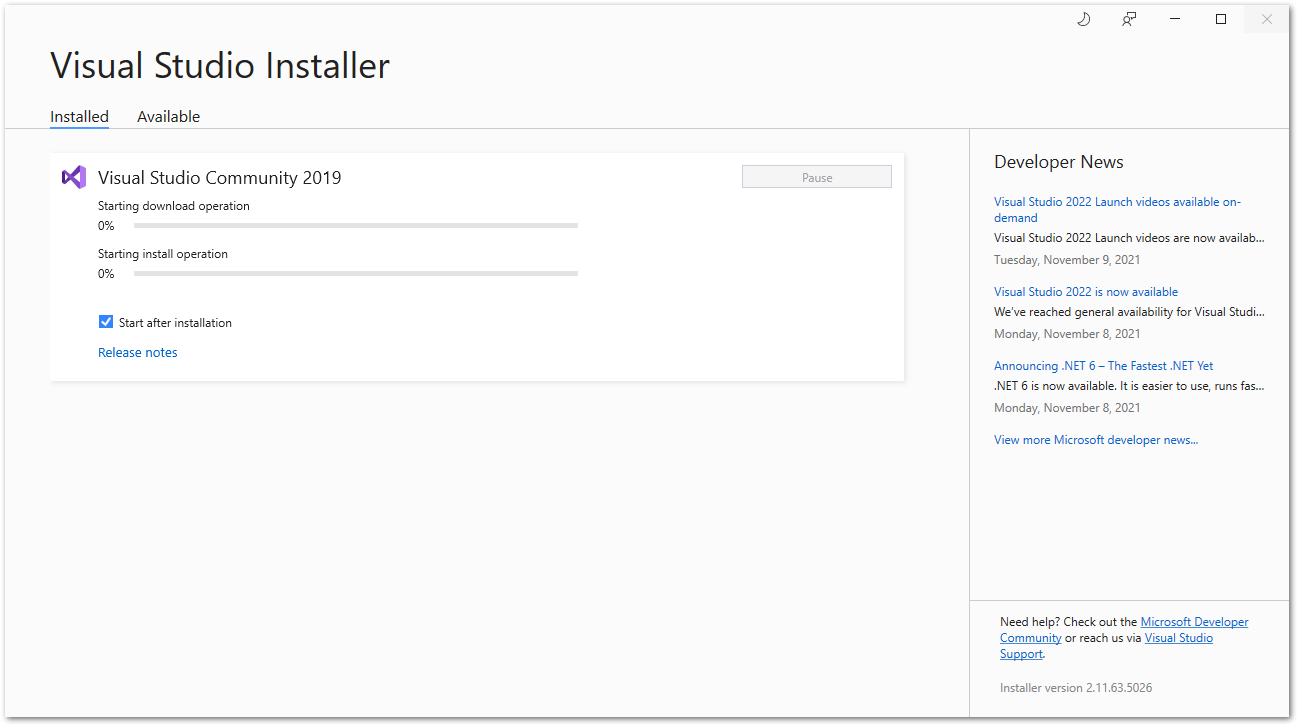 Visual Studio Installer
Installed
Available
Visual Studio Community 2019
Pause
Starting download operation
0%
Starting install operation
0%
Start after installation
Release notes
Developer News
Visual Studio 2022 Launch videos available on-
demand
Visual Studio 2022 Launch videos are now availab...
Tuesday, November 9, 2021
Visual Studio 2022 is now available
We've reached general availability for Visual Studi...
Monday, November 8, 2021
Announcing .NET 6 – The Fastest .NET Yet
.NET 6 is now available. It is easier to use, runs fas...
Monday, November 8, 2021
View more Microsoft developer news...
Need help? Check out the Microsoft Developer
Community or reach us via Visual Studio
Support.
Installer version 2.11.63.5026